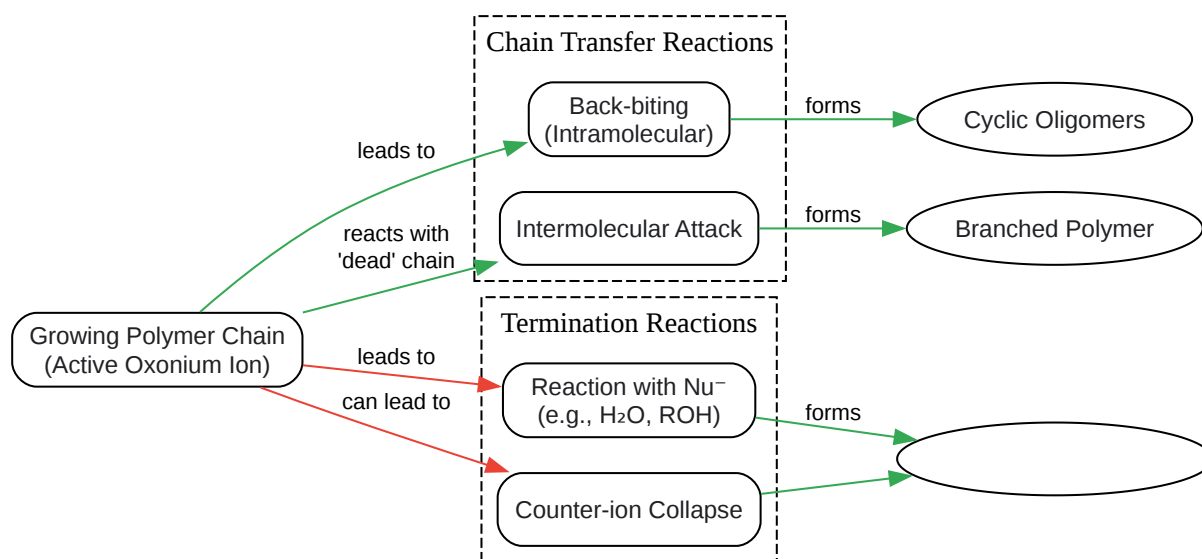 Chain Transfer Reactions
Back-biting
(Intramolecular)
forms
Cyclic Oligomers
leads to
Intermolecular Attack
forms
Branched Polymer
reacts with
'dead' chain
Growing Polymer Chain
(Active Oxonium Ion)
Termination Reactions
leads to
Reaction with Nu⁻
(e.g., H₂O, ROH)
forms
can lead to
Counter-ion Collapse